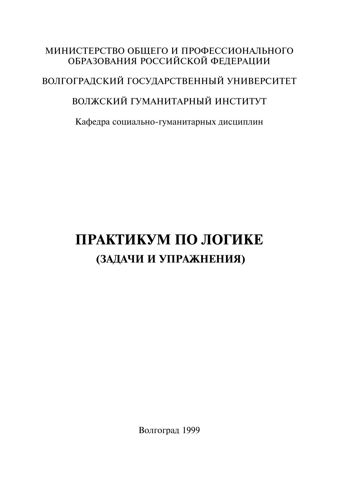 МИНИСТЕРСТВО ОБЩЕГО И ПРОФЕССИОНАЛЬНОГО
ОБРАЗОВАНИЯ РОССИЙСКОЙ ФЕДЕРАЦИИ
ВОЛГОГРАДСКИЙ ГОСУДАРСТВЕННЫЙ УНИВЕРСИТЕТ
ВОЛЖСКИЙ ГУМАНИТАРНЫЙ ИНСТИТУТ
Кафедра социально-гуманитарных дисциплин
ПРАКТИКУМ ПО ЛОГИКЕ
(ЗАДАЧИ И УПРАЖНЕНИЯ)
Волгоград 1999